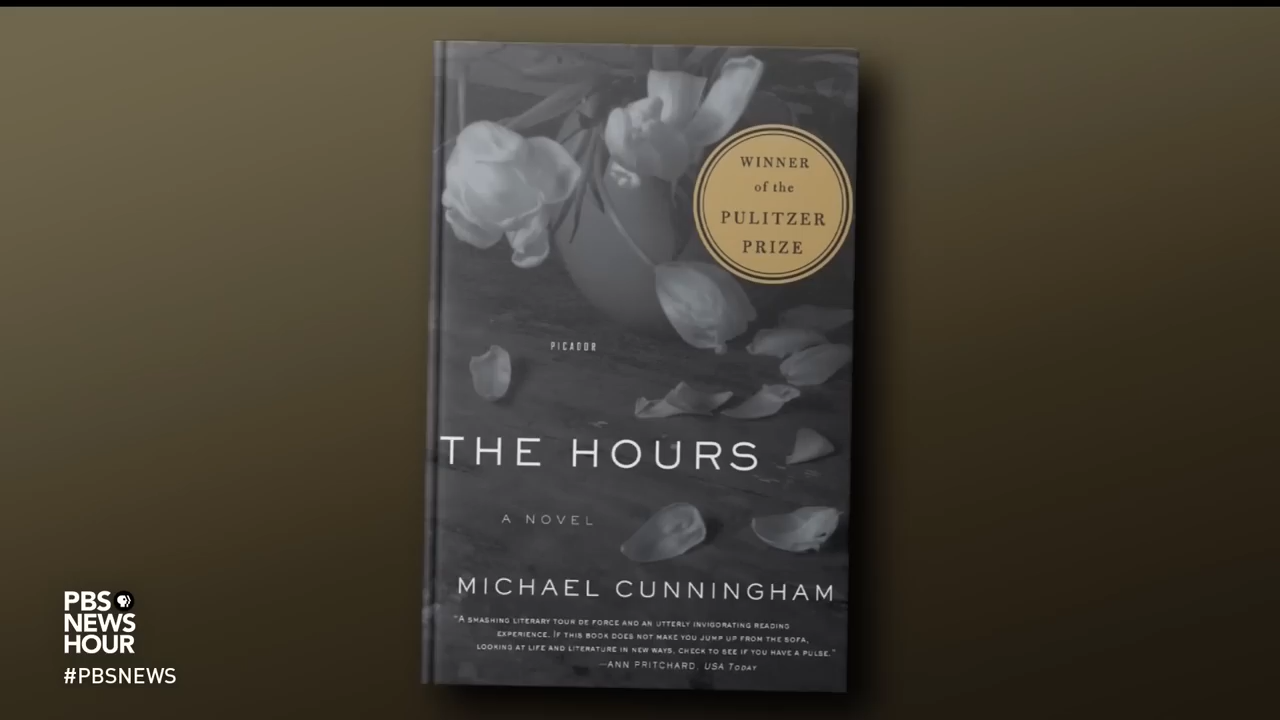 WINNER
of the
PULITZER
PRIZE
PICADOR
THE HOURS
A NOVEL
MICHAEL CUNNINGHAM
"A SMASHING LITERARY TOUR DE FORCE AND AN UTTERLY INVIGORATING READING
EXPERIENCE. IF THIS BOOK DOES NOT MAKE YOU JUMP UP FROM THE SOFA,
LOOKING AT LIFE AND LITERATURE IN NEW WAYS, CHECK TO SEE IF YOU HAVE A PULSE."
—ANN PRITCHARD, USA TODAY
PBS
NEWS
HOUR
#PBSNEWS